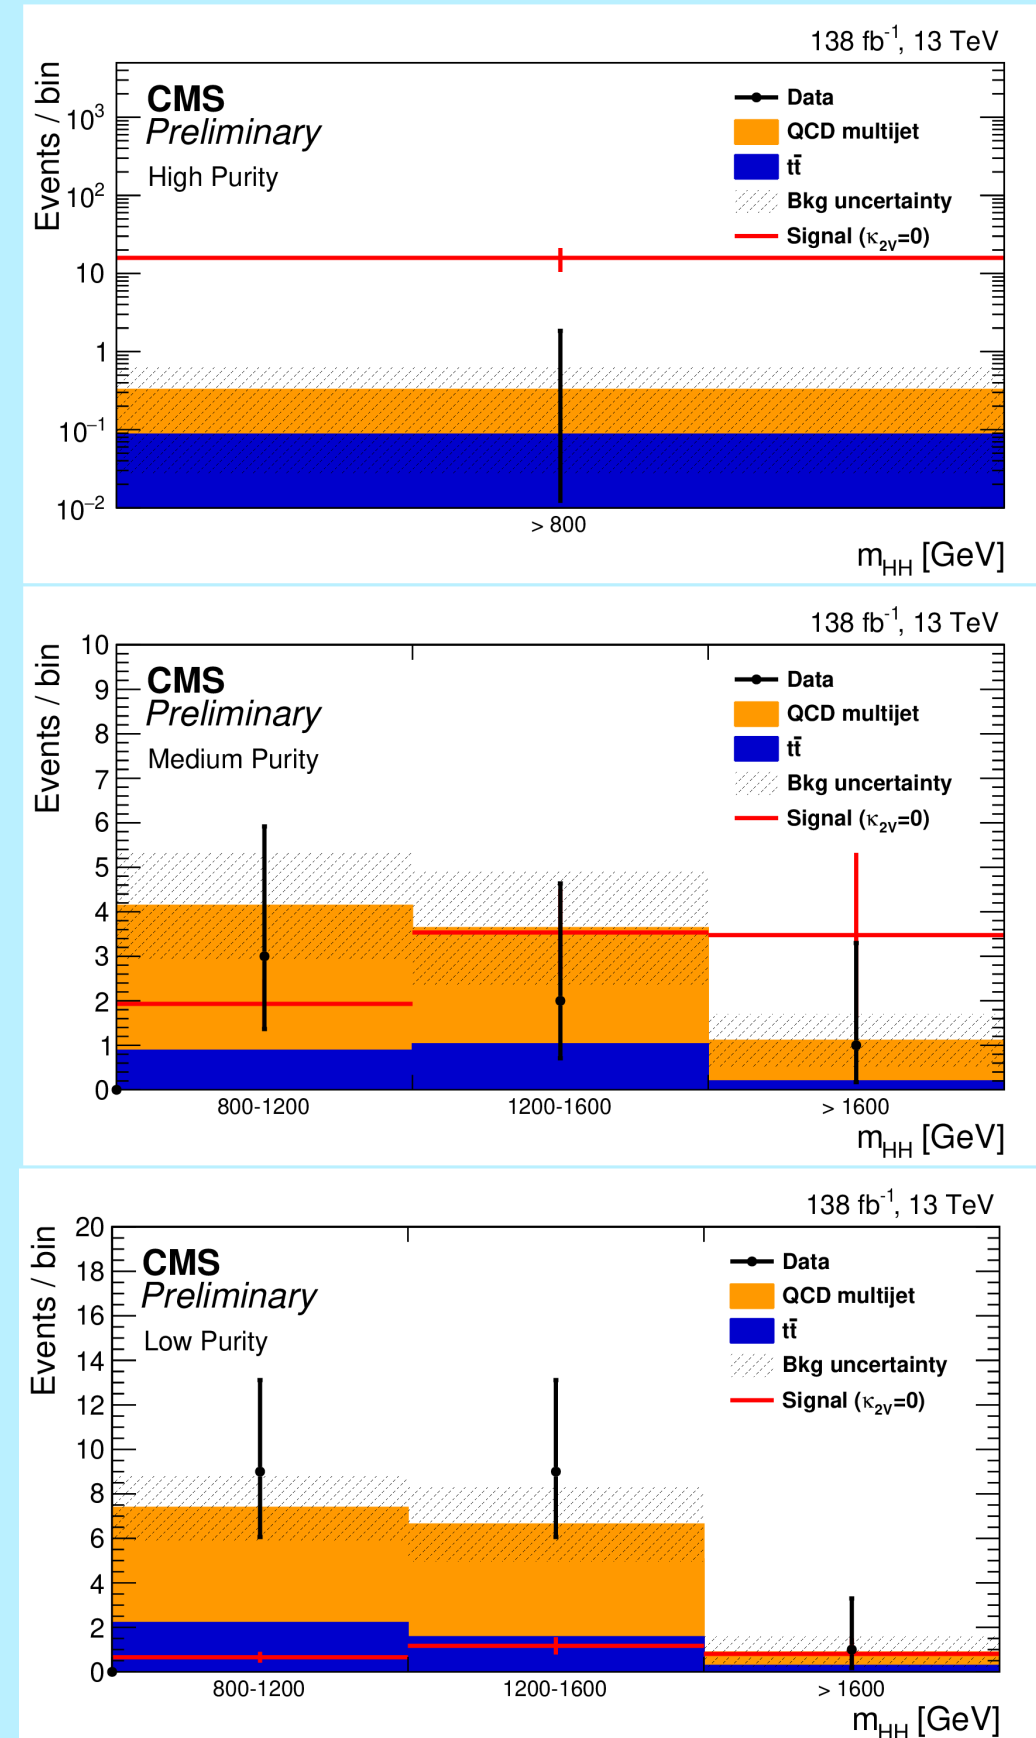 138 fb-1, 13 TeV
Events / bin
CMS
Preliminary
High Purity
Data
QCD multijet
tt̄
Bkg uncertainty
Signal (κ2V=0)
10³
10²
10
1
10⁻¹
10⁻²
> 800
mHH [GeV]
138 fb-1, 13 TeV
Events / bin
CMS
Preliminary
Medium Purity
Data
QCD multijet
tt̄
Bkg uncertainty
Signal (κ2V=0)
10
9
8
7
6
5
4
3
2
1
0
800-1200 1200-1600 > 1600
mHH [GeV]
138 fb-1, 13 TeV
Events / bin
CMS
Preliminary
Low Purity
Data
QCD multijet
tt̄
Bkg uncertainty
Signal (κ2V=0)
20
18
16
14
12
10
8
6
4
2
0
800-1200 1200-1600 > 1600
mHH [GeV]